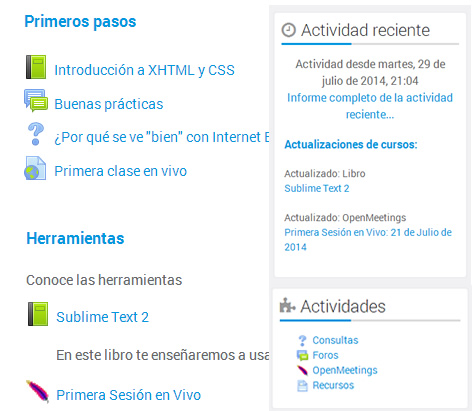 Primeros pasos
Introducción a XHTML y CSS
Buenas prácticas
¿Por qué se ve "bien" con Internet E
Primera clase en vivo
Herramientas
Conoce las herramientas
Sublime Text 2
En este libro te enseñaremos a usa
Primera Sesión en Vivo
Actividad reciente
Actividad desde martes, 29 de
julio de 2014, 21:04
Informe completo de la actividad
reciente...
Actualizaciones de cursos:
Actualizado: Libro
Sublime Text 2
Actualizado: OpenMeetings
Primera Sesión en Vivo: 21 de Julio de
2014
Actividades
Consultas
Foros
OpenMeetings
Recursos